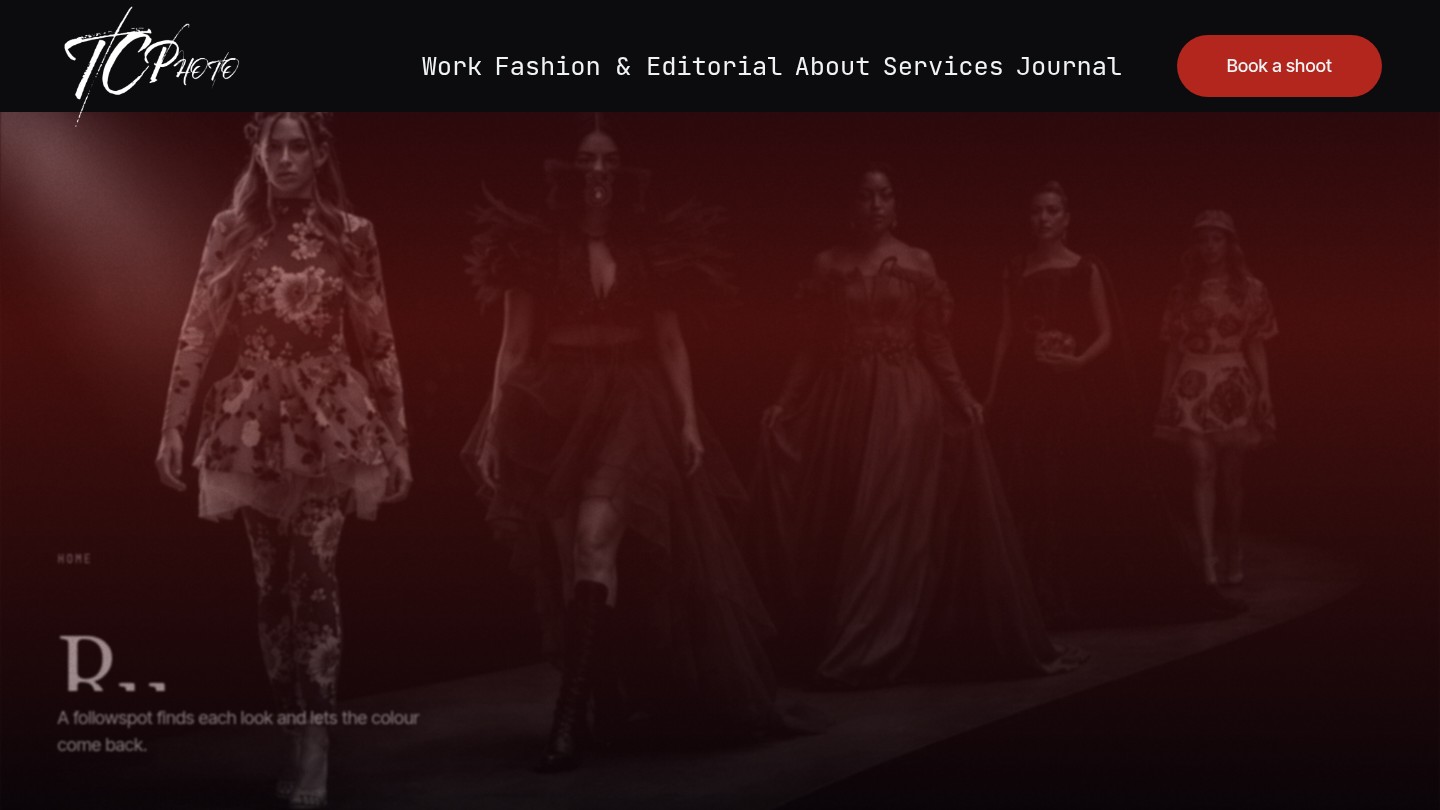 TCPHOTO
Work Fashion & Editorial About Services Journal
Book a shoot
HOME
A followspot finds each look and lets the colour
come back.